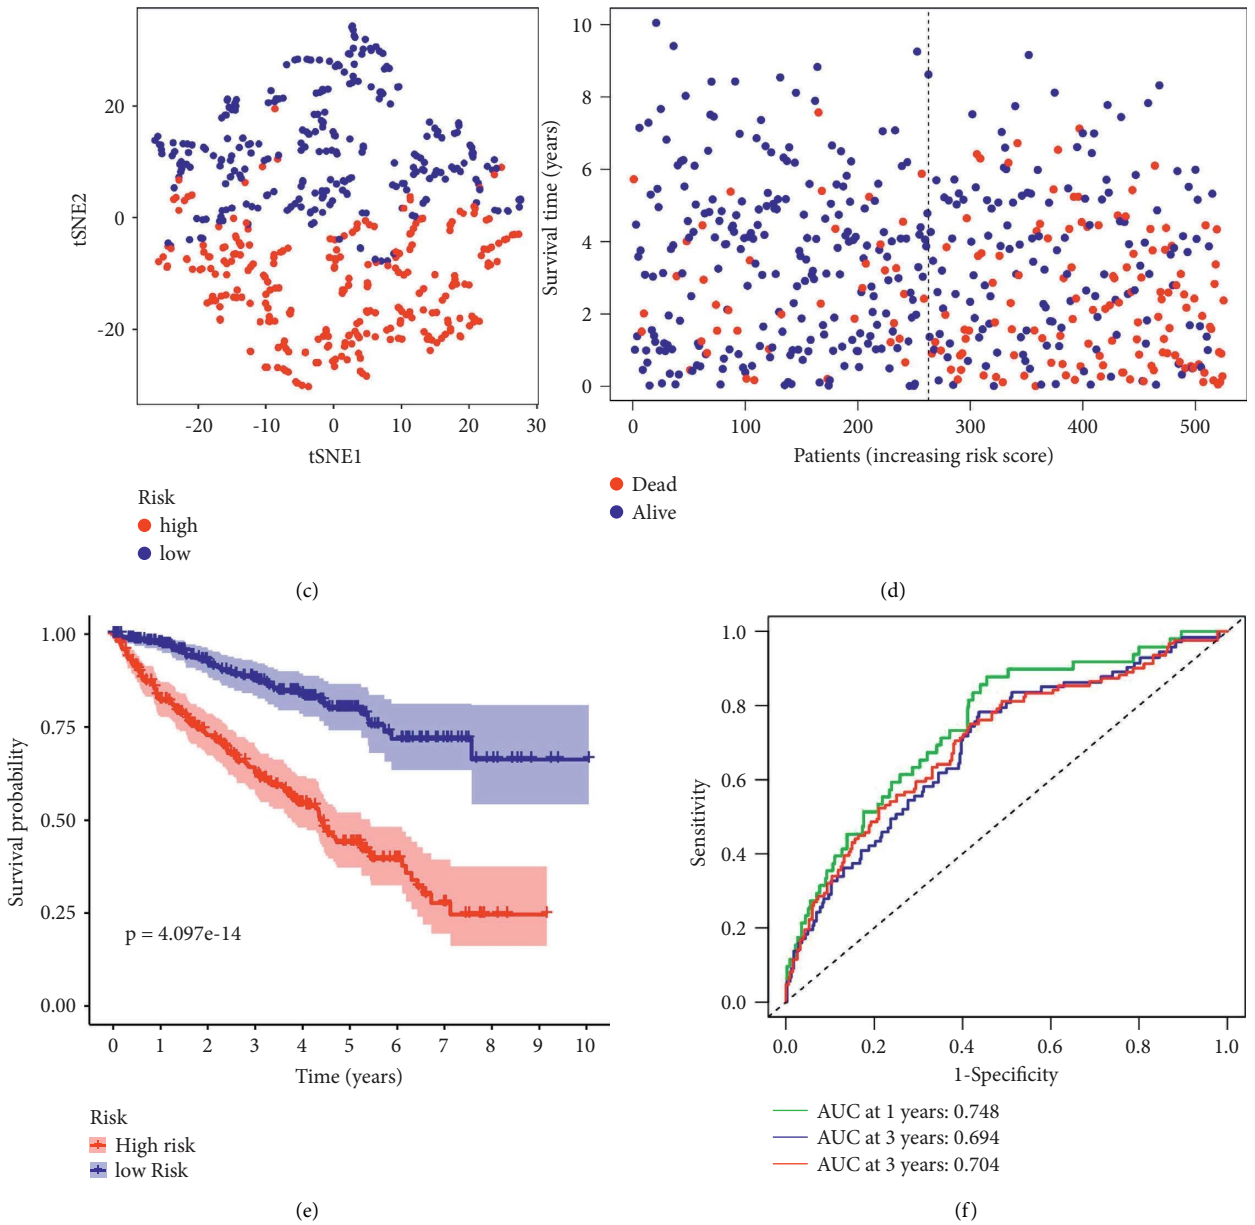 20
0
-20
tSNE2
-20
-10
0
10
20
30
tSNE1
Risk
high
low
(c)
10
8
6
4
2
0
Survival time (years)
0
100
200
300
400
500
Patients (increasing risk score)
Dead
Alive
(d)
1.00
0.75
0.50
0.25
0.00
Survival probability
p = 4.097e-14
0
1
2
3
4
5
6
7
8
9
10
Time (years)
Risk
High risk
low Risk
(e)
1.0
0.8
0.6
0.4
0.2
0.0
Sensitivity
0.0
0.2
0.4
0.6
0.8
1.0
1-Specificity
AUC at 1 years: 0.748
AUC at 3 years: 0.694
AUC at 3 years: 0.704
(f)